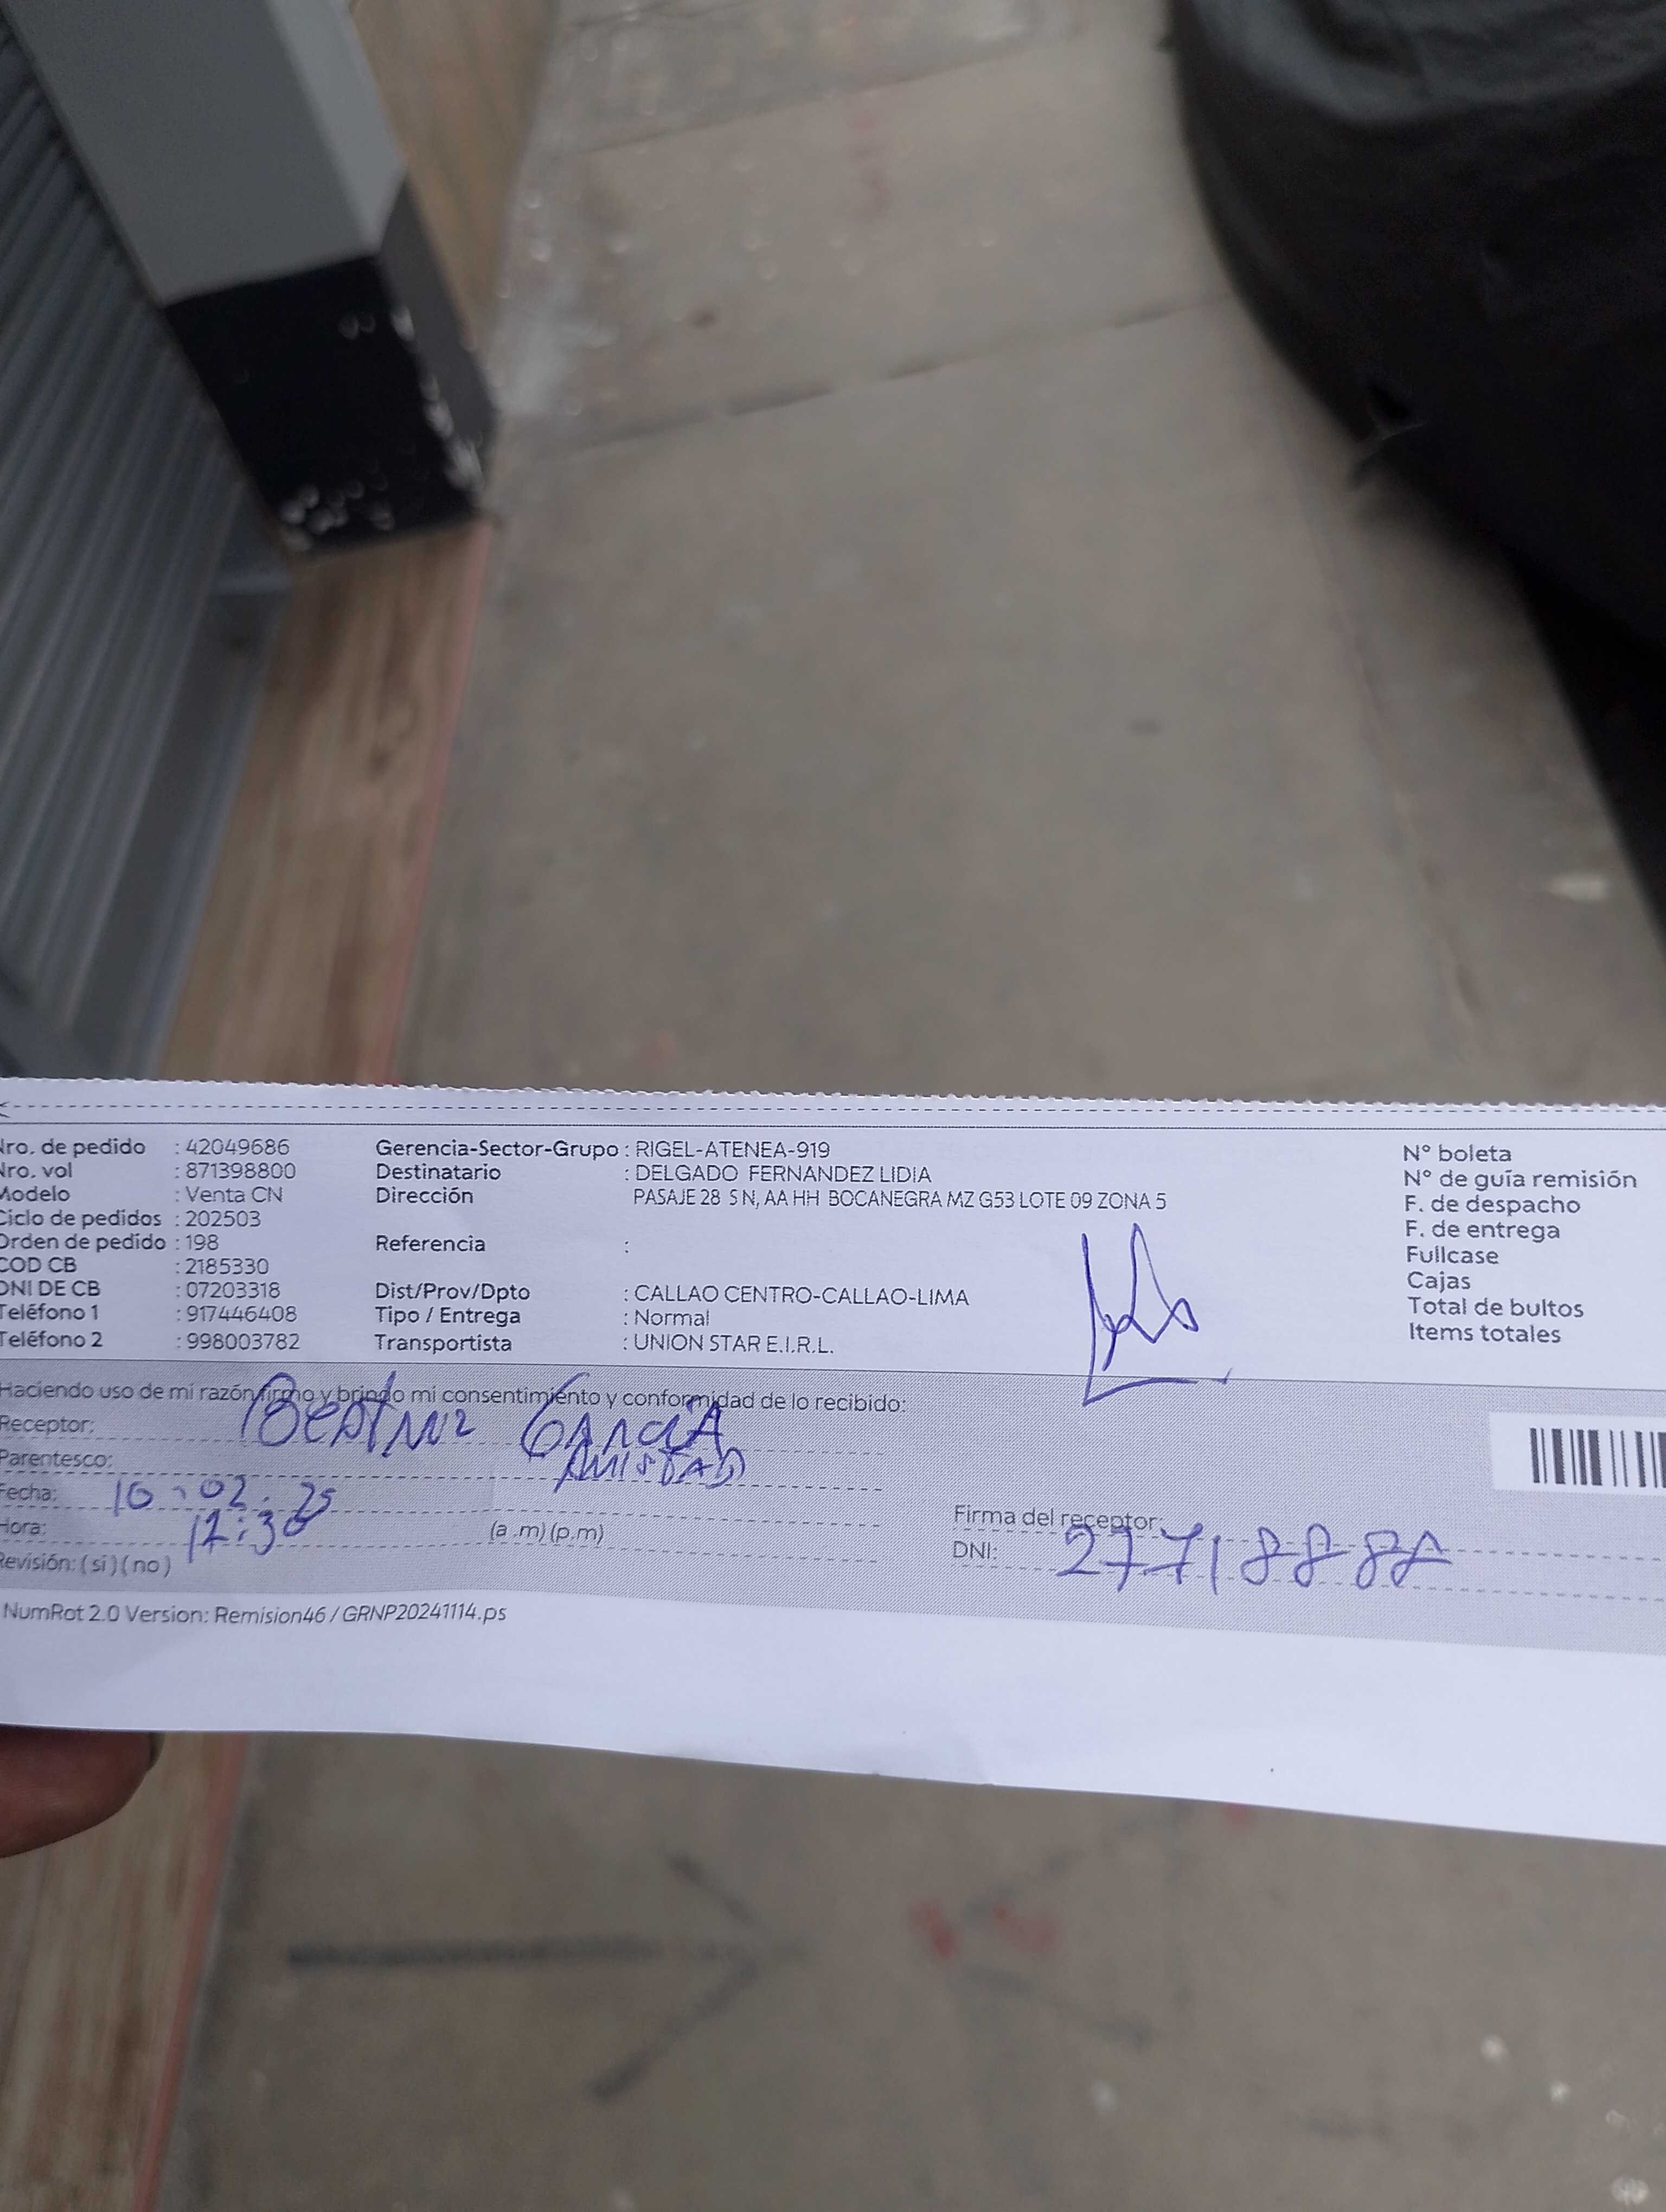 Nro. de pedido : 42049686 Gerencia-Sector-Grupo : RIGEL-ATENEA-919 N° boleta
Nro. vol : 871398800 Destinatario : DELGADO FERNANDEZ LIDIA N° de guía remisión
Modelo : Venta CN Dirección PASAJE 28 S N, AA HH BOCANEGRA MZ G53 LOTE 09 ZONA 5 F. de despacho
Ciclo de pedidos : 202503 F. de entrega
Orden de pedido : 198 Referencia : Fullcase
COD CB : 2185330 Cajas
DNI DE CB : 07203318 Dist/Prov/Dpto : CALLAO CENTRO-CALLAO-LIMA Total de bultos
Teléfono 1 : 917446408 Tipo / Entrega : Normal Items totales
Teléfono 2 : 998003782 Transportista : UNION STAR E.I.R.L.
Haciendo uso de mi razón firmo y brindo mi consentimiento y conformidad de lo recibido:
Receptor: Beatriz García
Parentesco: Amistad
Fecha: 10.02.25
Hora: 12:30 (a .m) (p.m)
Revisión: ( si ) ( no )
Firma del receptor:
DNI: 2771888
NumRot 2.0 Version: Remision46 / GRNP20241114.ps